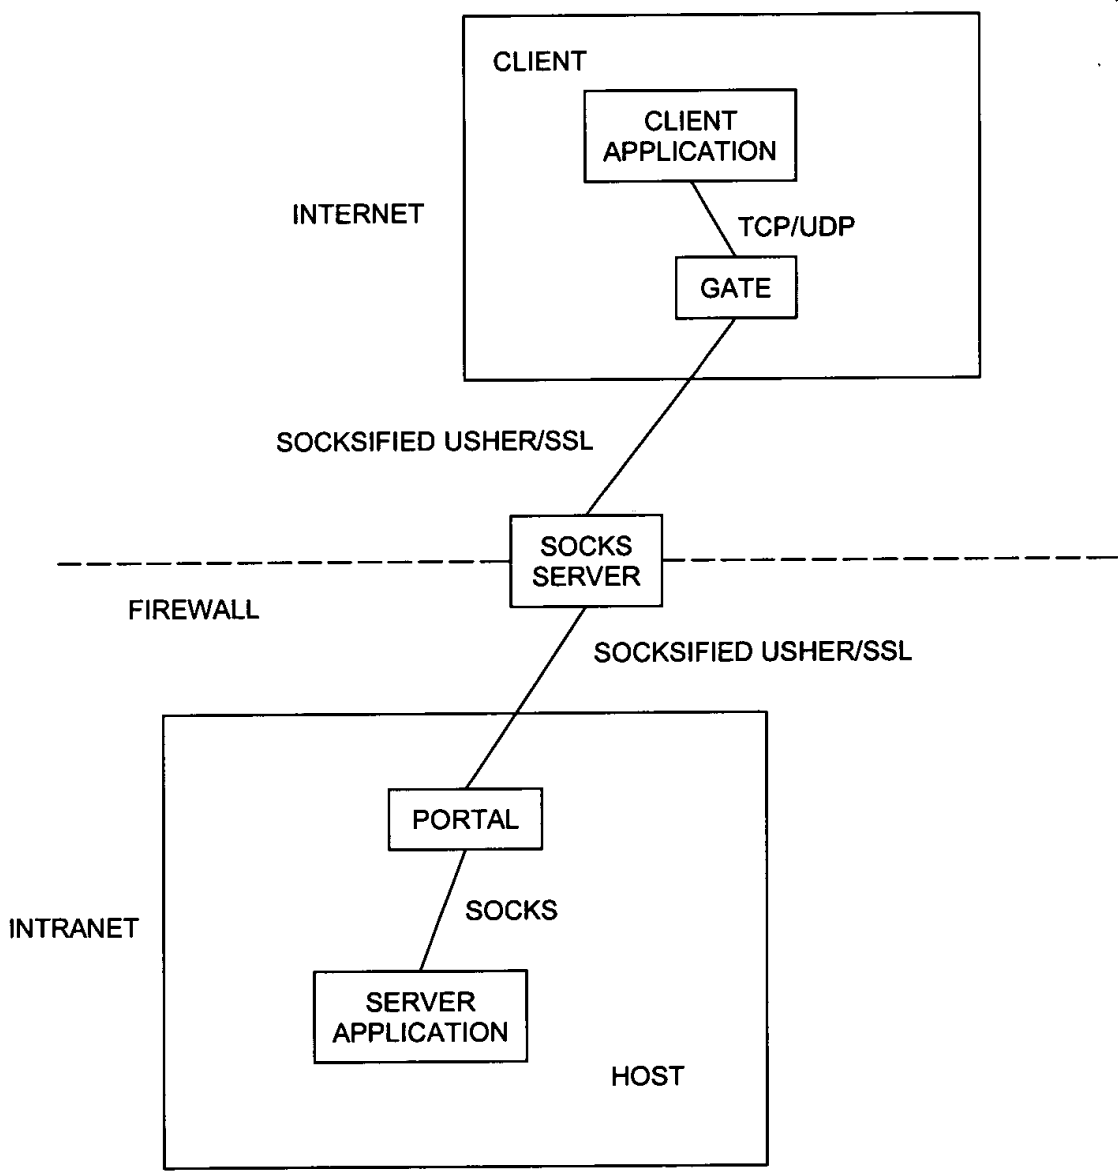 CLIENT
CLIENT
APPLICATION
INTERNET
TCP/UDP
GATE
SOCKSIFIED USHER/SSL
SOCKS
SERVER
FIREWALL
SOCKSIFIED USHER/SSL
PORTAL
SOCKS
INTRANET
SERVER
APPLICATION
HOST